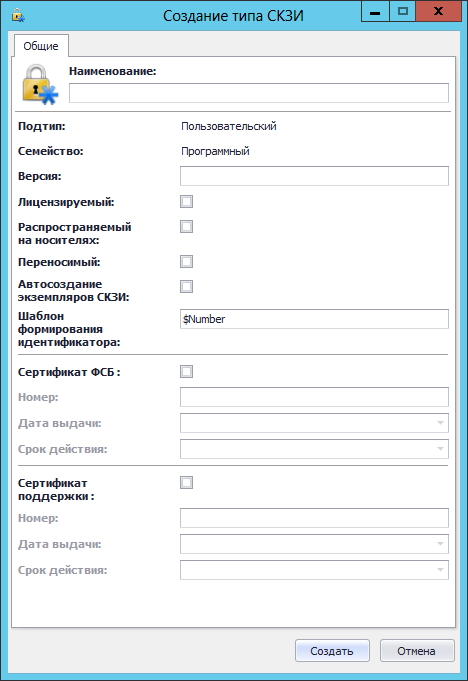 Создание типа СКЗИ
Общие
Наименование:
Подтип: Пользовательский
Семейство: Программный
Версия:
Лицензируемый:
Распространяемый
на носителях:
Переносимый:
Автосоздание
экземпляров СКЗИ:
Шаблон
формирования
идентификатора:
$Number
Сертификат ФСБ :
Номер:
Дата выдачи:
Срок действия:
Сертификат
поддержки :
Номер:
Дата выдачи:
Срок действия:
Создать Отмена